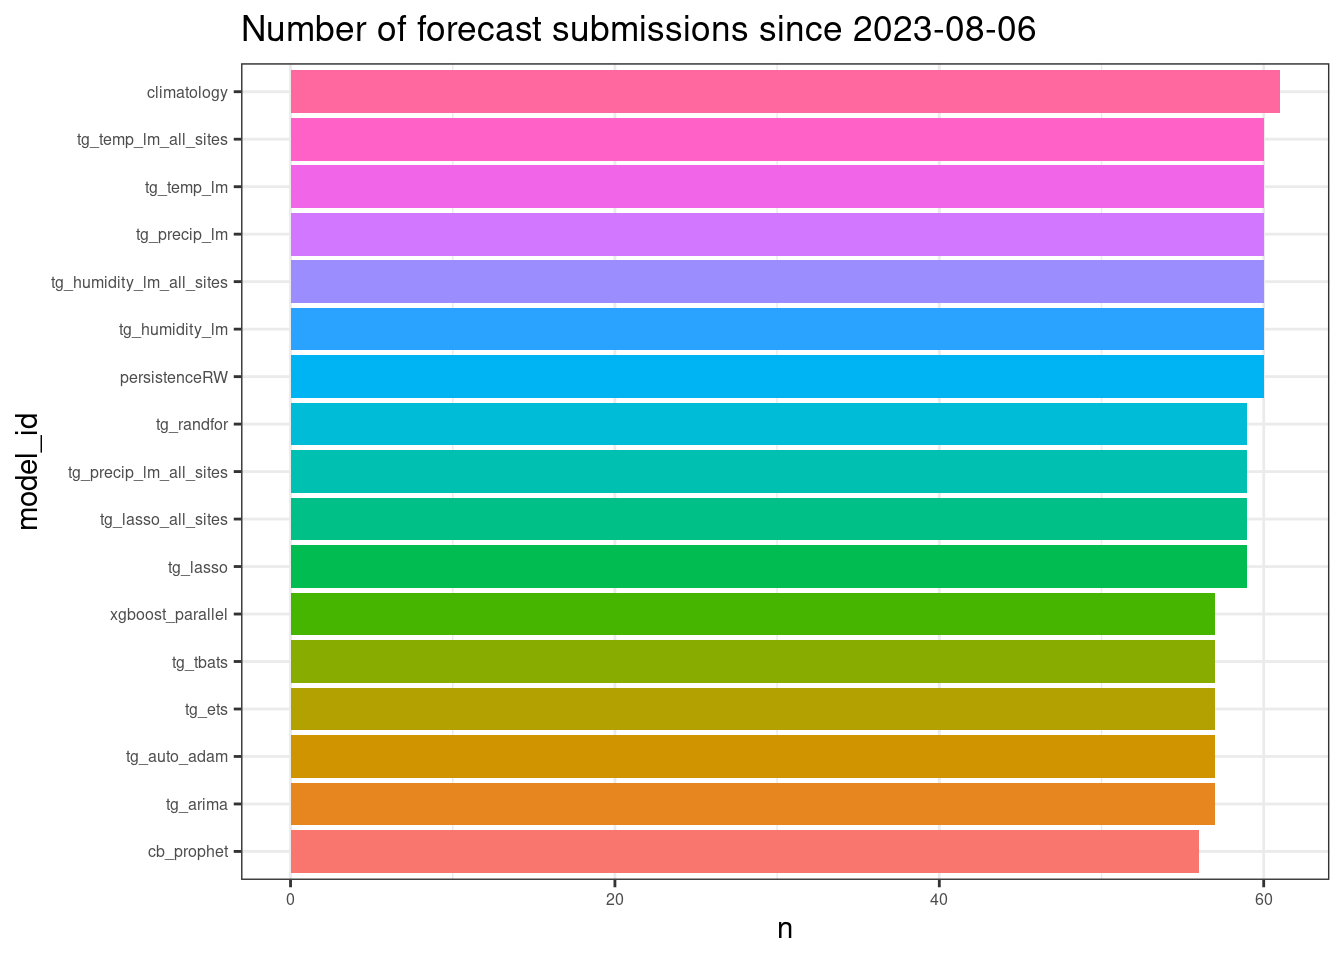 Number of forecast submissions since 2023-08-06
climatology
tg_temp_lm_all_sites
tg_temp_lm
tg_precip_lm
tg_humidity_lm_all_sites
tg_humidity_lm
persistenceRW
tg_randfor
tg_precip_lm_all_sites
tg_lasso_all_sites
tg_lasso
xgboost_parallel
tg_tbats
tg_ets
tg_auto_adam
tg_arima
cb_prophet
model_id
0 20 40 60
n